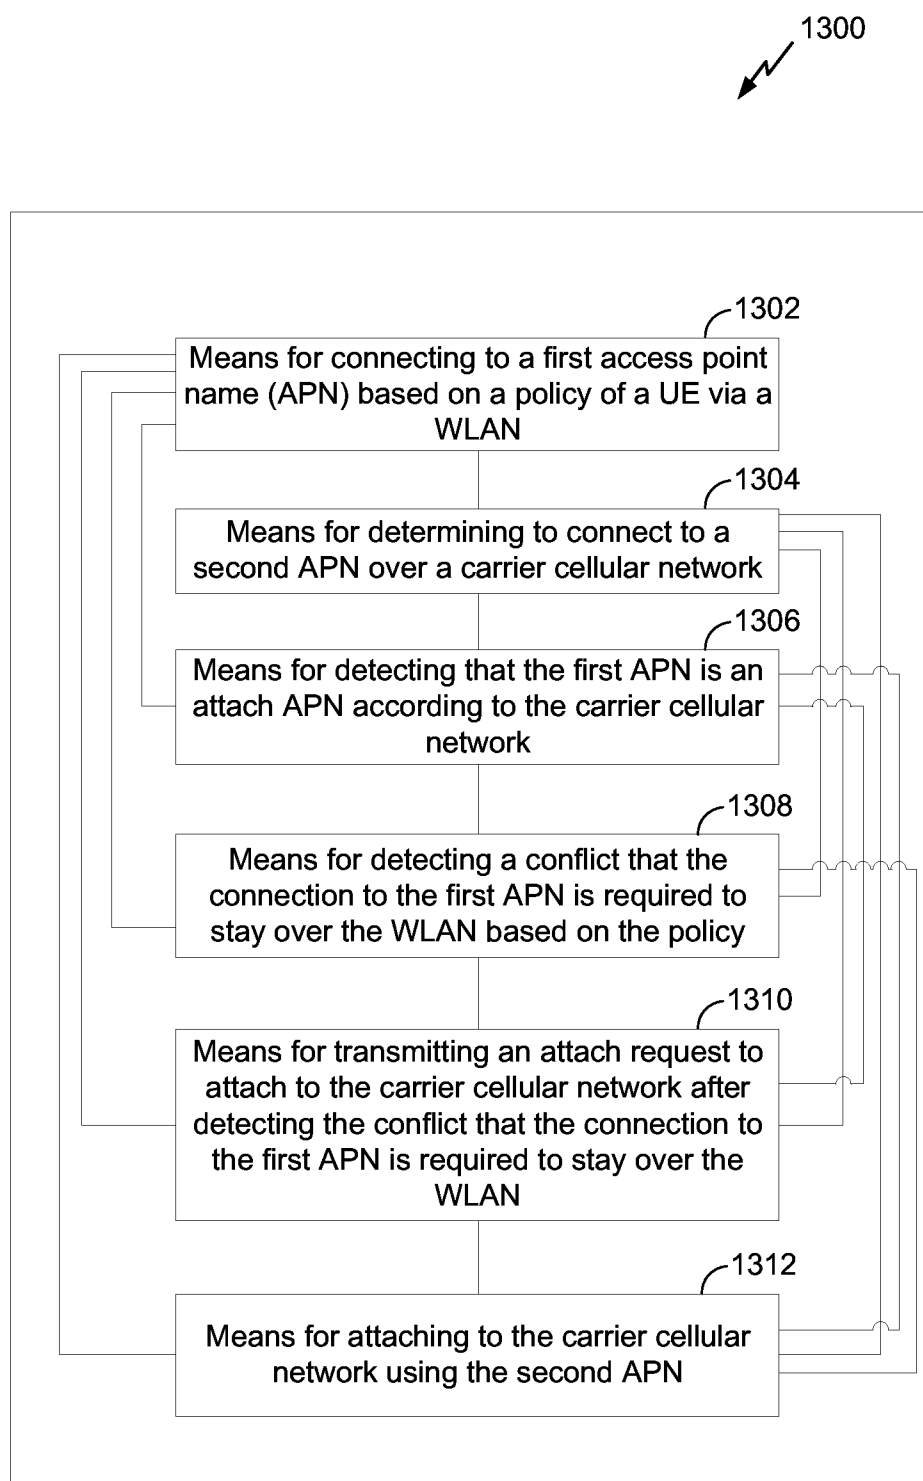 1300
1302
Means for connecting to a first access point
name (APN) based on a policy of a UE via a
WLAN
1304
Means for determining to connect to a
second APN over a carrier cellular network
1306
Means for detecting that the first APN is an
attach APN according to the carrier cellular
network
1308
Means for detecting a conflict that the
connection to the first APN is required to
stay over the WLAN based on the policy
1310
Means for transmitting an attach request to
attach to the carrier cellular network after
detecting the conflict that the connection to
the first APN is required to stay over the
WLAN
1312
Means for attaching to the carrier cellular
network using the second APN